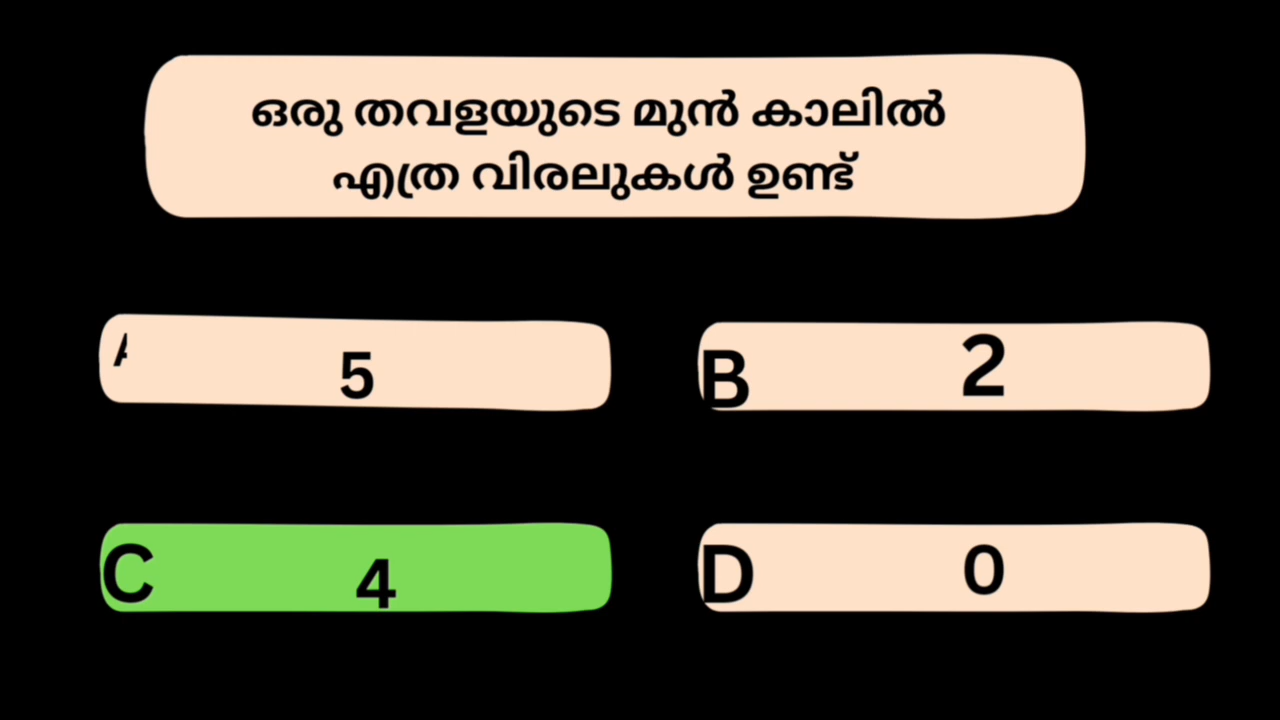 ഒരു തവളയുടെ മുൻ കാലിൽ
എത്ര വിരലുകൾ ഉണ്ട്
A 5
B 2
C 4
D 0